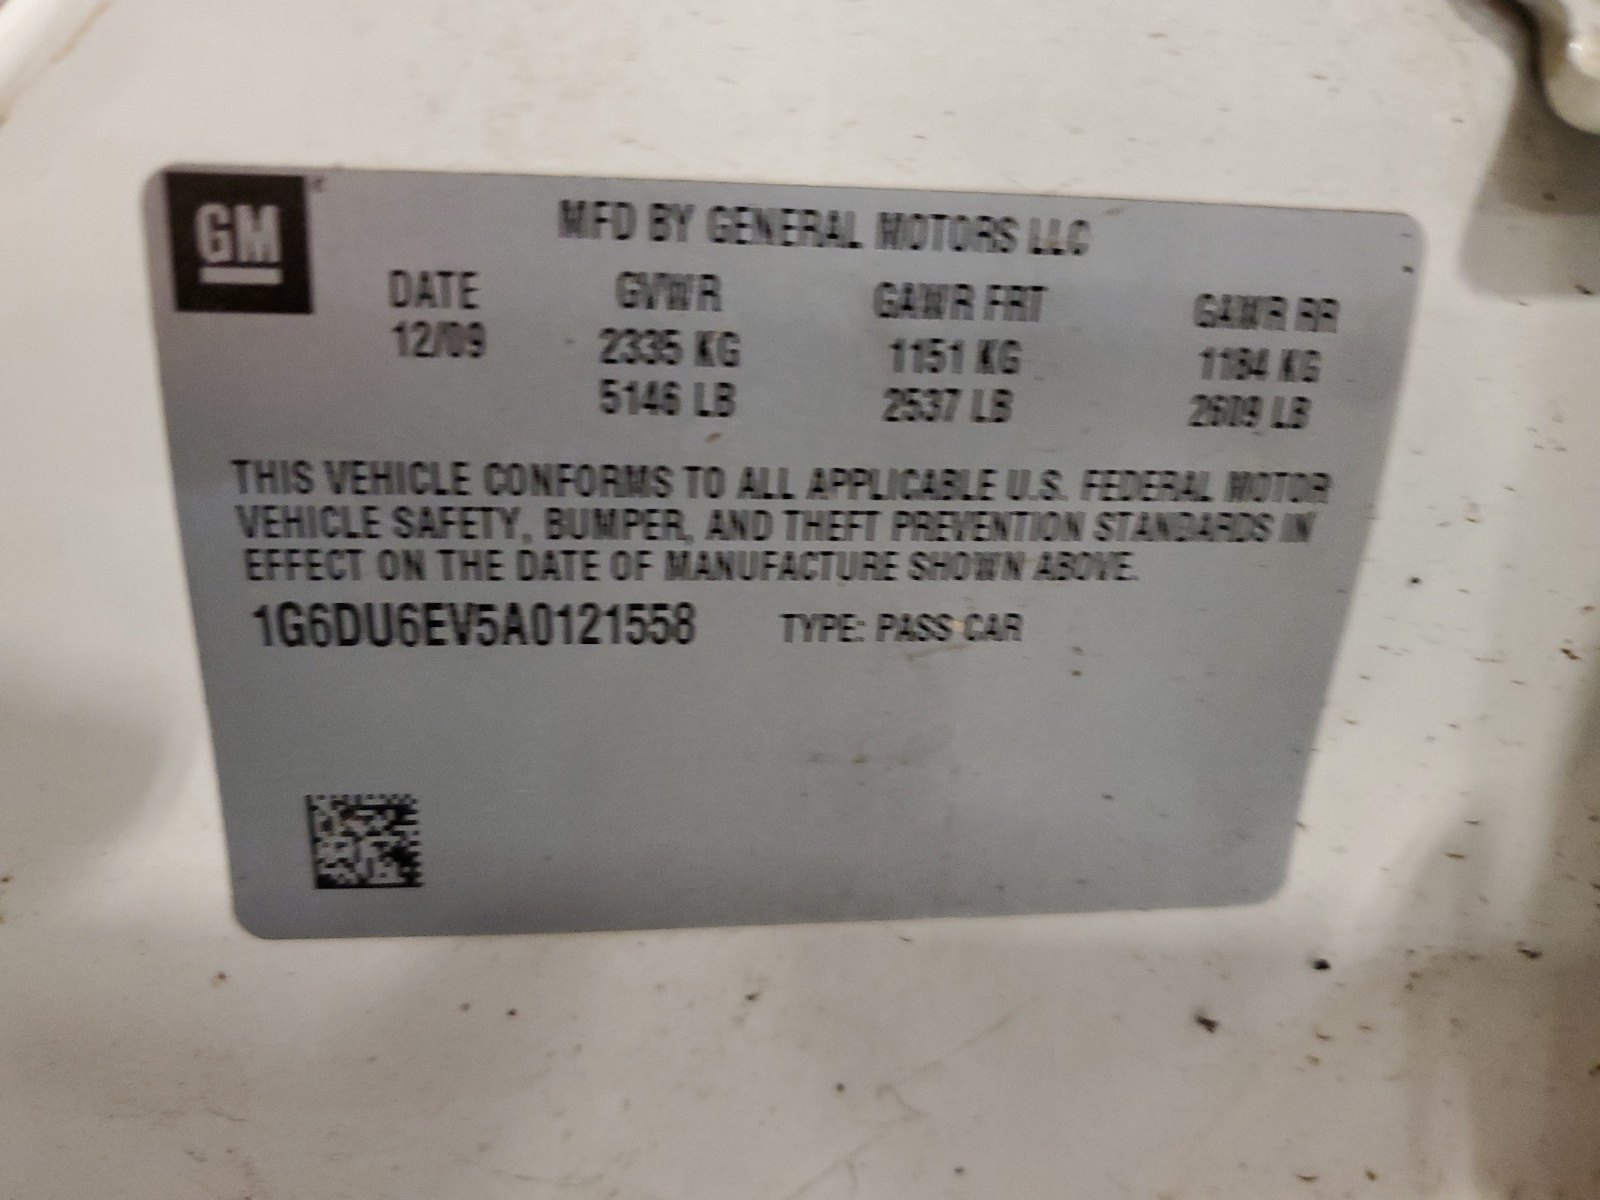 GM
MFD BY GENERAL MOTORS LLC
DATE GVWR GAWR FRT GAWR RR
12/09 2335 KG 1151 KG 1184 KG
5146 LB 2537 LB 2609 LB
THIS VEHICLE CONFORMS TO ALL APPLICABLE U.S. FEDERAL MOTOR
VEHICLE SAFETY, BUMPER, AND THEFT PREVENTION STANDARDS IN
EFFECT ON THE DATE OF MANUFACTURE SHOWN ABOVE.
1G6DU6EV5A0121558 TYPE: PASS CAR